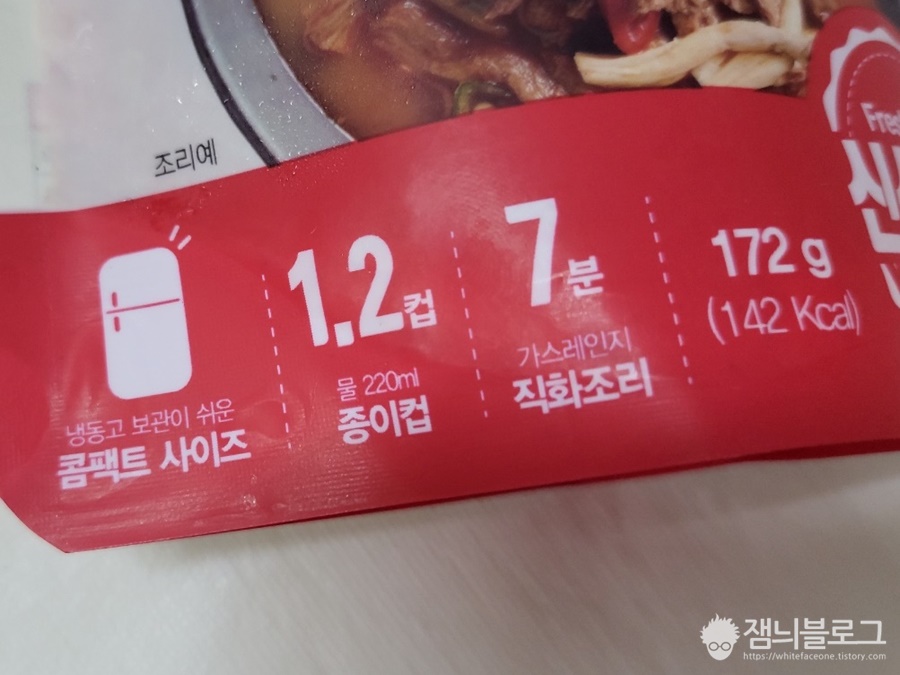 조리예
냉동고 보관이 쉬운
콤팩트 사이즈
1.2컵
물 220ml
종이컵
7분
가스레인지
직화조리
172 g
(142 Kcal)
잼늬블로그
https://whitefaceone.tistory.com